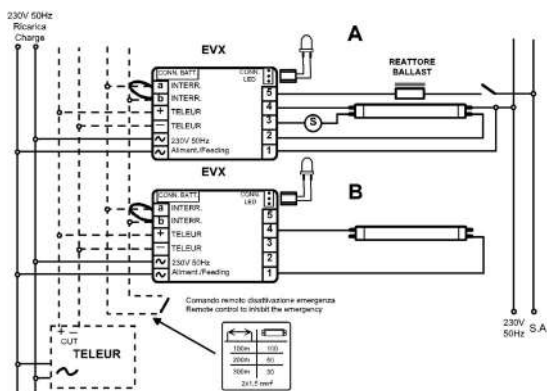 230V 50Hz
Ricarica
Charge
EVX
A
CONN. BATT.
CONN.
LED
a INTERR.
b INTERR.
+ TELEUR
− TELEUR
230V 50Hz
Aliment./Feeding
5
4
3
2
1
S
REATTORE
BALLAST
EVX
B
CONN. BATT.
CONN.
LED
a INTERR.
b INTERR.
+ TELEUR
− TELEUR
230V 50Hz
Aliment./Feeding
5
4
3
2
1
Comando remoto disattivazione emergenza
Remote control to inhibit the emergency
+ −
OUT
TELEUR
100m 100
200m
300m
2x1,5 mm²
230V
50Hz
S.A